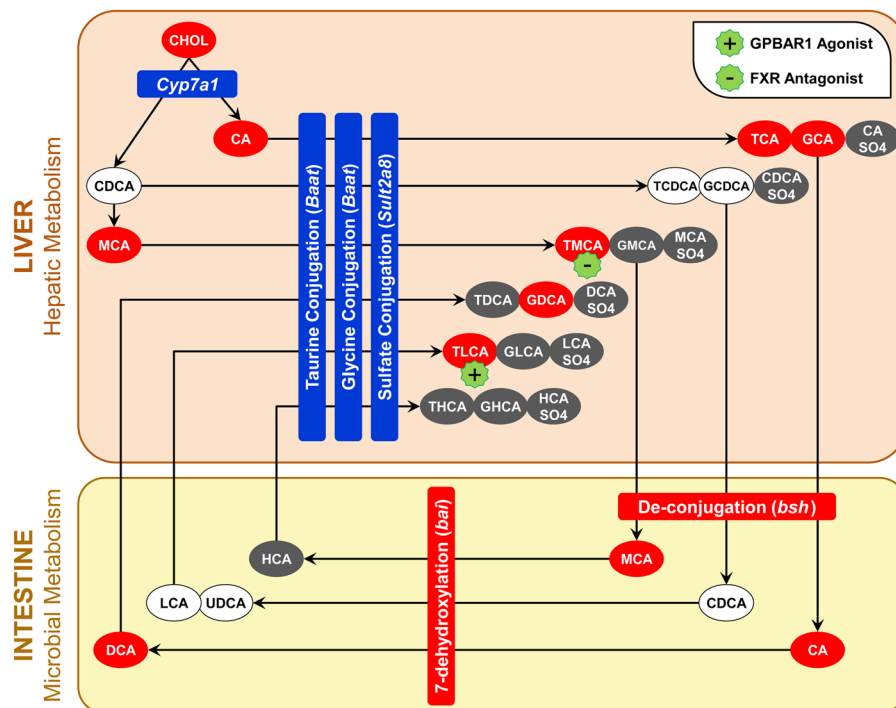 CHOL
GPBAR1 Agonist
FXR Antagonist
+
-
Cyp7a1
CA
TCA
GCA
CA
SO4
CDCA
TCDCA
GCDCA
CDCA
SO4
MCA
TMCA
GMCA
MCA
SO4
-
TDCA
GDCA
DCA
SO4
TLCA
GLCA
LCA
SO4
+
THCA
GHCA
HCA
SO4
Taurine Conjugation (Baat)
Glycine Conjugation (Baat)
Sulfate Conjugation (Sult2a8)
LIVER
Hepatic Metabolism
De-conjugation (bsh)
7-dehydroxylation (bai)
HCA
MCA
LCA
UDCA
CDCA
DCA
CA
INTESTINE
Microbial Metabolism